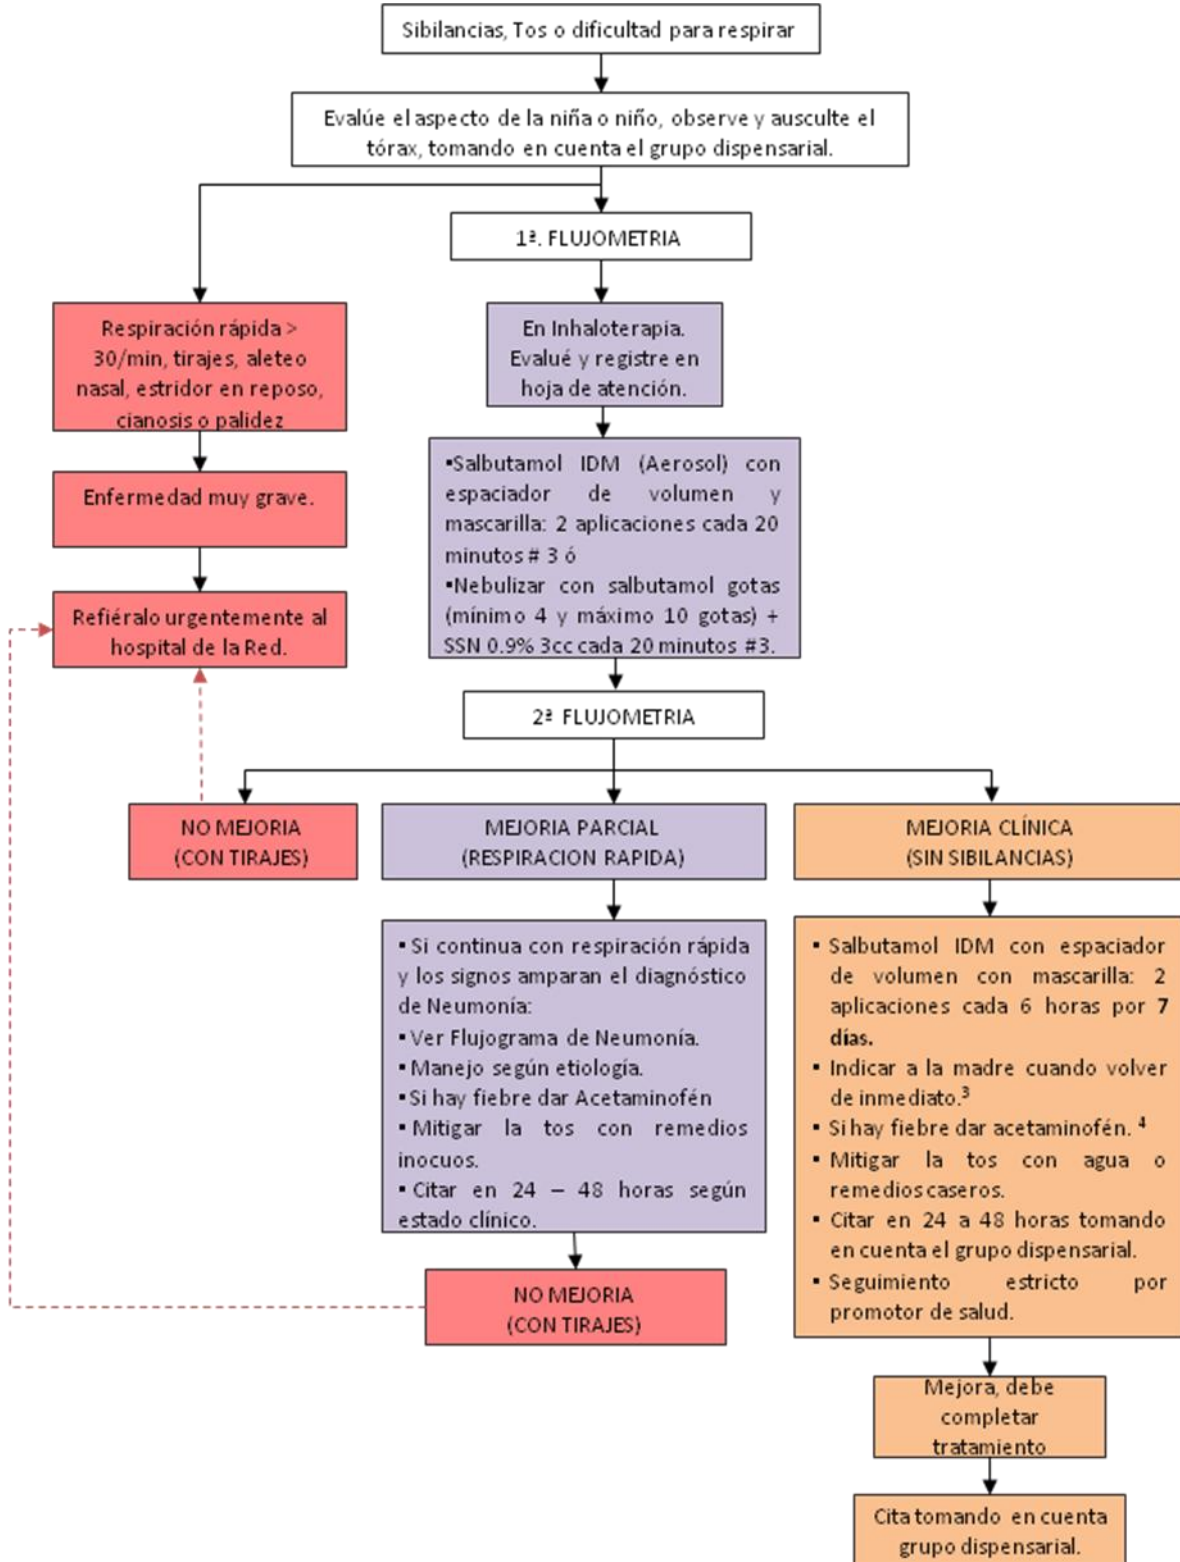 Sibilancias, Tos o dificultad para respirar
Evalúe el aspecto de la niña o niño, observe y ausculte el
tórax, tomando en cuenta el grupo dispensarial.
1ª. FLUJOMETRIA
Respiración rápida >
30/min, tirajes, aleteo
nasal, estridor en reposo,
cianosis o palidez
En Inhaloterapia.
Evalué y registre en
hoja de atención.
Enfermedad muy grave.
▪Salbutamol IDM (Aerosol) con
espaciador de volumen y
mascarilla: 2 aplicaciones cada 20
minutos # 3 ó
▪Nebulizar con salbutamol gotas
(mínimo 4 y máximo 10 gotas) +
SSN 0.9% 3cc cada 20 minutos #3.
Refiéralo urgentemente al
hospital de la Red.
2ª FLUJOMETRIA
NO MEJORIA
(CON TIRAJES)
MEJORIA PARCIAL
(RESPIRACION RAPIDA)
MEJORIA CLÍNICA
(SIN SIBILANCIAS)
▪ Si continua con respiración rápida
y los signos amparan el diagnóstico
de Neumonía:
▪ Ver Flujograma de Neumonía.
▪ Manejo según etiología.
▪ Si hay fiebre dar Acetaminofén
▪ Mitigar la tos con remedios
inocuos.
▪ Citar en 24 – 48 horas según
estado clínico.
▪ Salbutamol IDM con espaciador
de volumen con mascarilla: 2
aplicaciones cada 6 horas por 7
días.
▪ Indicar a la madre cuando volver
de inmediato.³
▪ Si hay fiebre dar acetaminofén. ⁴
▪ Mitigar la tos con agua o
remedios caseros.
▪ Citar en 24 a 48 horas tomando
en cuenta el grupo dispensarial.
▪ Seguimiento estricto por
promotor de salud.
NO MEJORIA
(CON TIRAJES)
Mejora, debe
completar
tratamiento
Cita tomando en cuenta
grupo dispensarial.